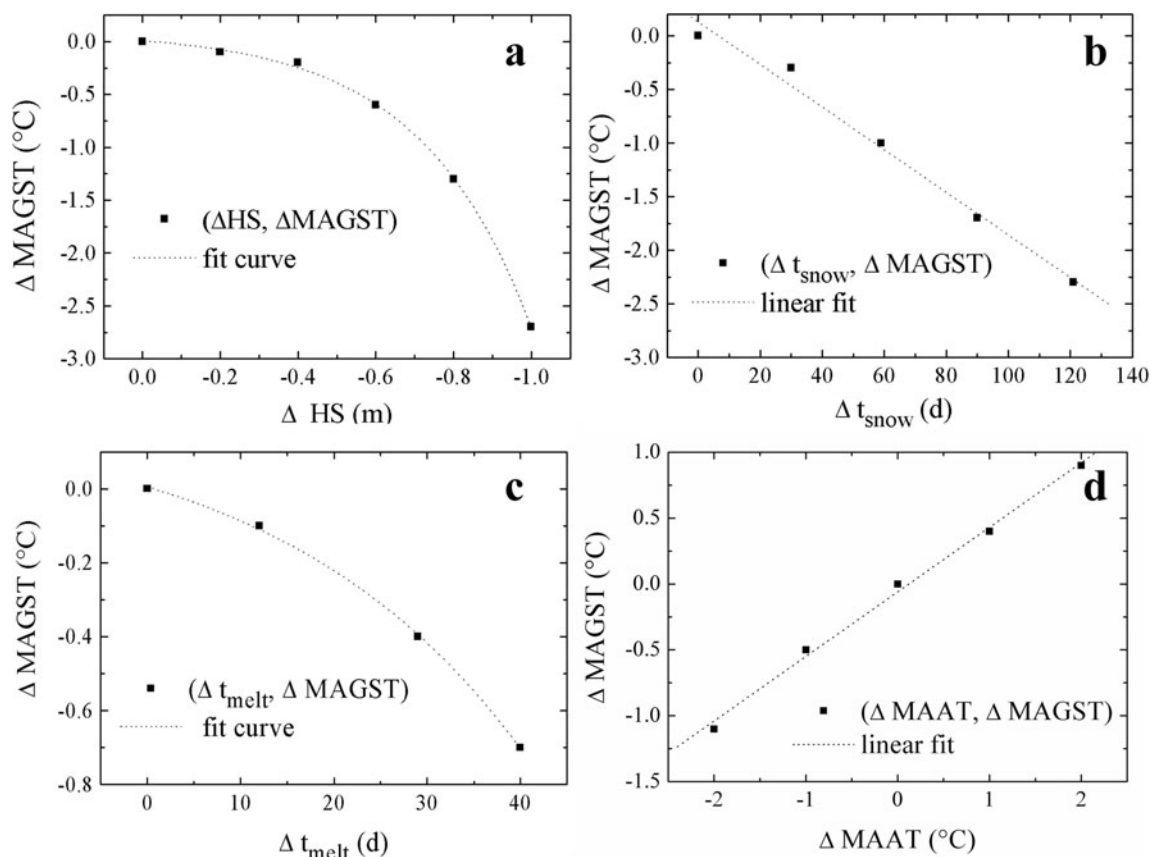 a
Δ MAGST (°C)
0.0
-0.5
-1.0
-1.5
-2.0
-2.5
-3.0
(ΔHS, ΔMAGST)
fit curve
0.0 -0.2 -0.4 -0.6 -0.8 -1.0
Δ HS (m)
b
Δ MAGST (°C)
0.0
-0.5
-1.0
-1.5
-2.0
-2.5
-3.0
(Δ t_snow, Δ MAGST)
linear fit
0 20 40 60 80 100 120 140
Δ t_snow (d)
c
Δ MAGST (°C)
0.0
-0.2
-0.4
-0.6
-0.8
(Δ t_melt, Δ MAGST)
fit curve
0 10 20 30 40
Δ t_melt (d)
d
Δ MAGST (°C)
1.0
0.5
0.0
-0.5
-1.0
-1.5
(Δ MAAT, Δ MAGST)
linear fit
-2 -1 0 1 2
Δ MAAT (°C)